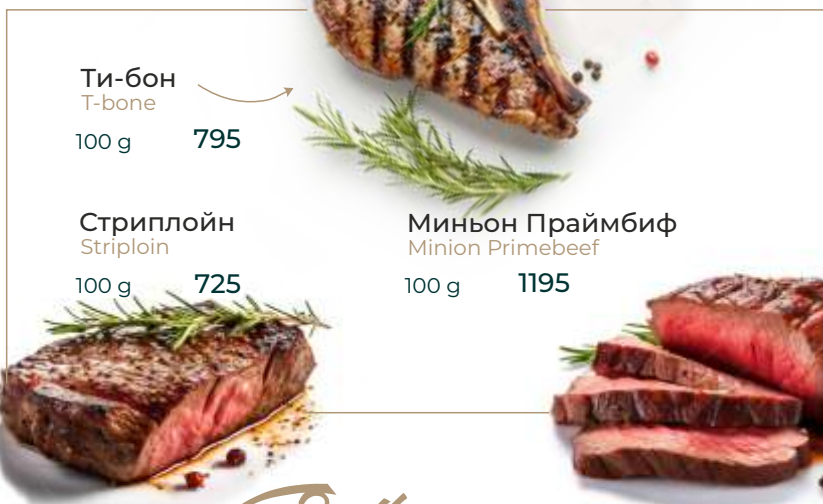 Ти-бон
T-bone
100 g 795
Стриплойн
Striploin
100 g 725
Миньон Праймбиф
Minion Primebeef
100 g 1195